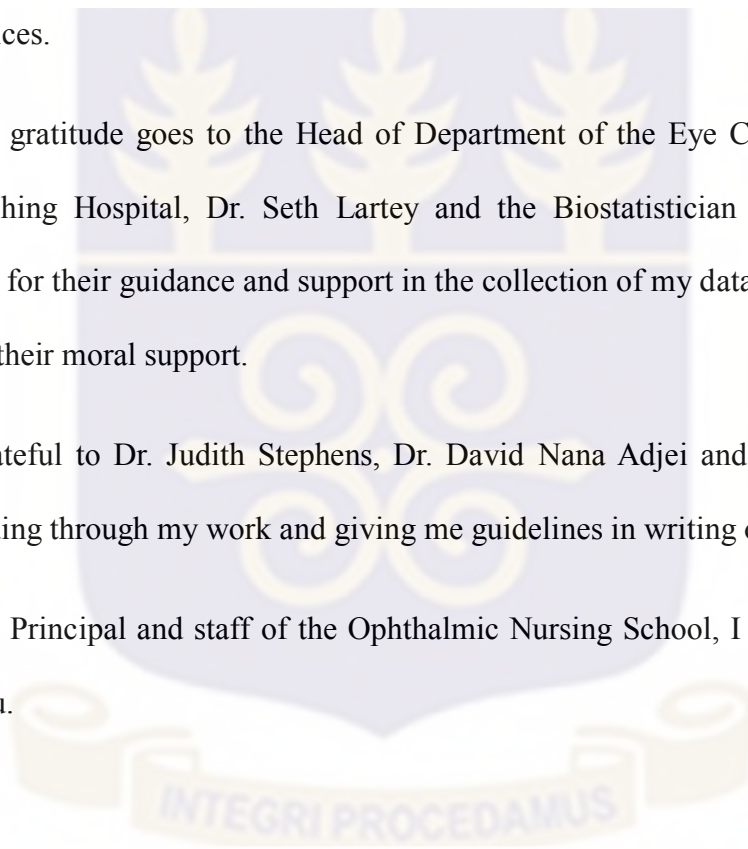 ices.
gratitude goes to the Head of Department of the Eye C
ching Hospital, Dr. Seth Lartey and the Biostatistician
for their guidance and support in the collection of my data
their moral support.
ateful to Dr. Judith Stephens, Dr. David Nana Adjei and
ing through my work and giving me guidelines in writing
Principal and staff of the Ophthalmic Nursing School, I
u.
INTEGRI PROCEDAMUS